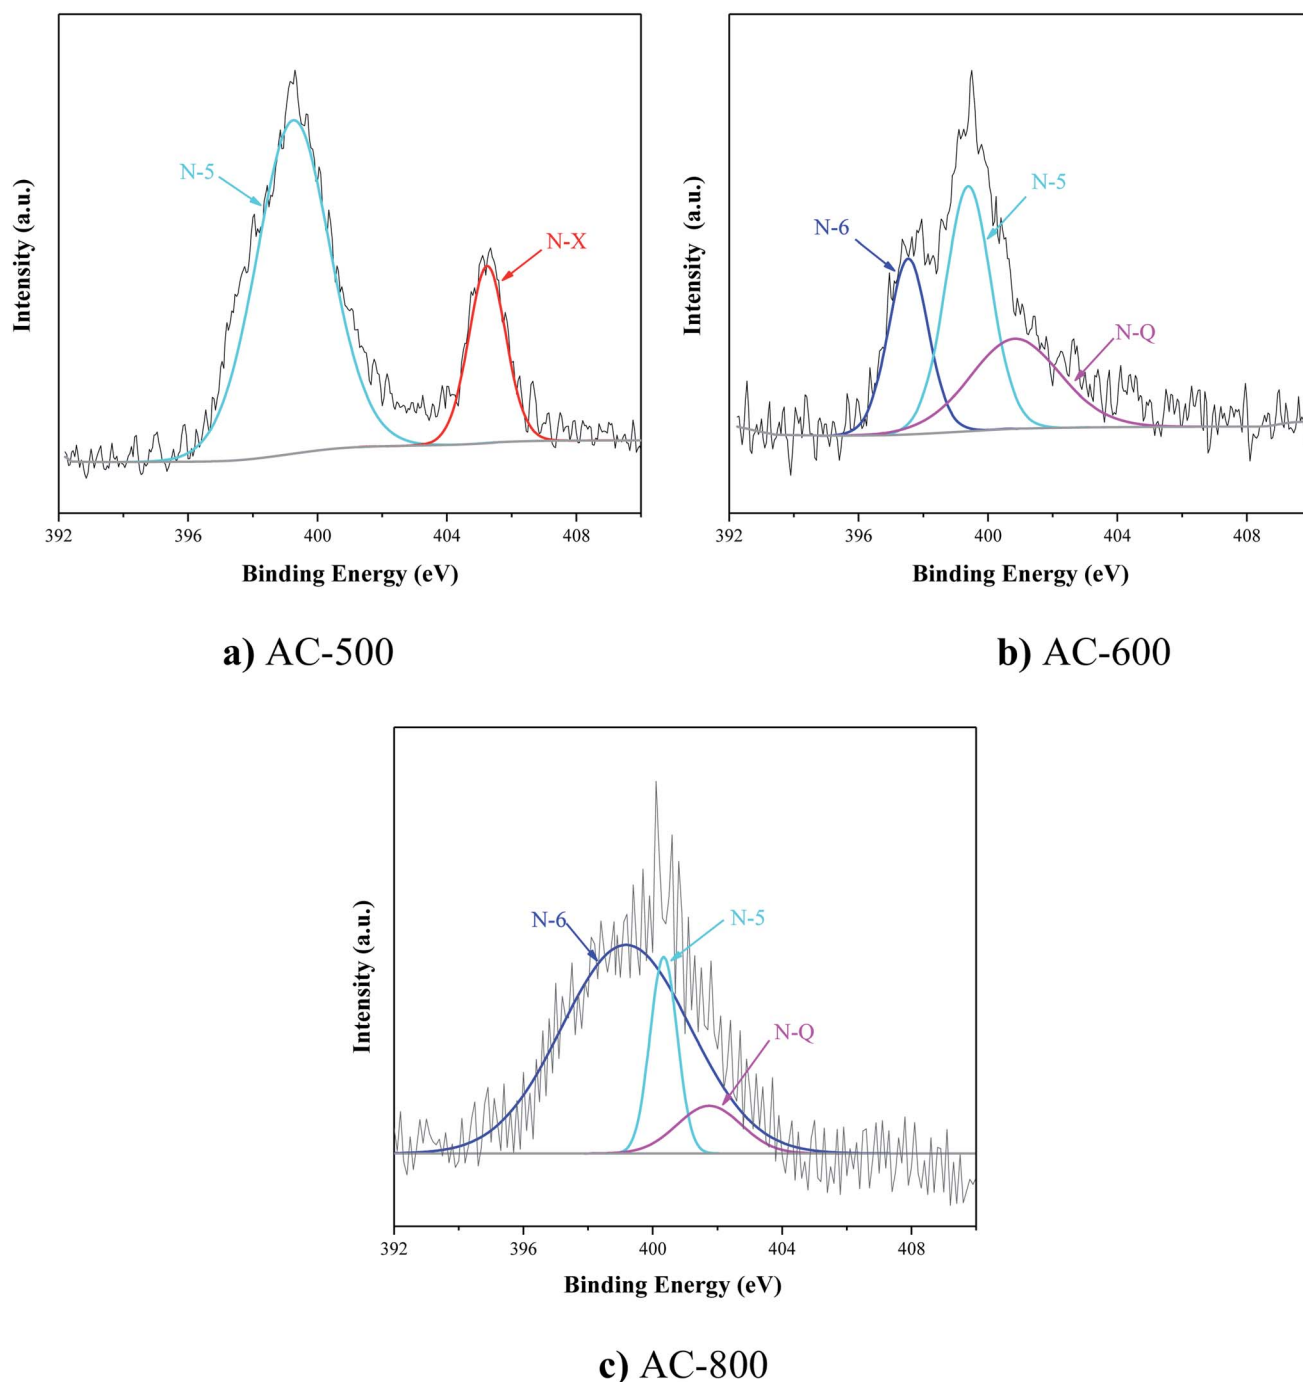 N-5
N-X
Intensity (a.u.)
392 396 400 404 408
Binding Energy (eV)
a) AC-500
N-6
N-5
N-Q
Intensity (a.u.)
392 396 400 404 408
Binding Energy (eV)
b) AC-600
N-6
N-5
N-Q
Intensity (a.u.)
392 396 400 404 408
Binding Energy (eV)
c) AC-800